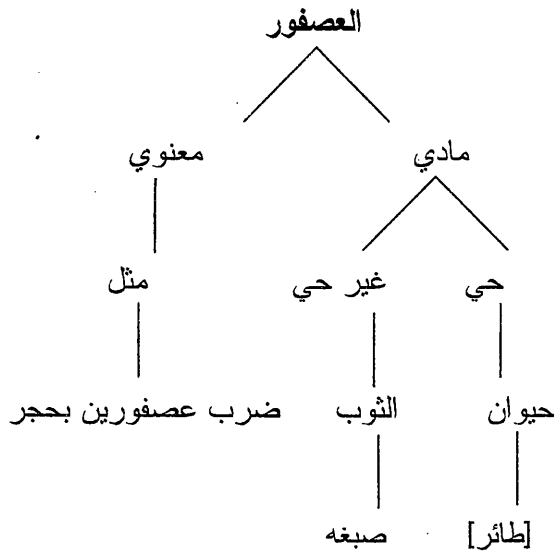 العصفور
مادي معنوي
حي غير حي مثل
حيوان الثوب ضرب عصفورين بحجر
[طائر] صبغه